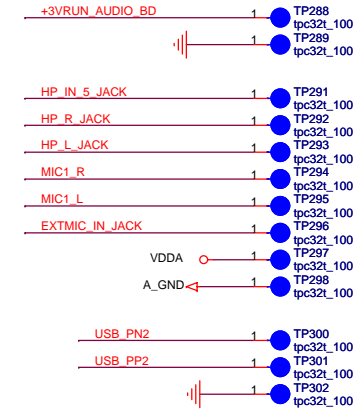 +3VRUN_AUDIO_BD 1 TP288
tpc32t_100
1 TP289
tpc32t_100
HP_IN_5_JACK 1 TP291
tpc32t_100
HP_R_JACK 1 TP292
tpc32t_100
HP_L_JACK 1 TP293
tpc32t_100
MIC1_R 1 TP294
tpc32t_100
MIC1_L 1 TP295
tpc32t_100
EXTMIC_IN_JACK 1 TP296
tpc32t_100
VDDA 1 TP297
tpc32t_100
A_GND 1 TP298
tpc32t_100
USB_PN2 1 TP300
tpc32t_100
USB_PP2 1 TP301
tpc32t_100
1 TP302
tpc32t_100